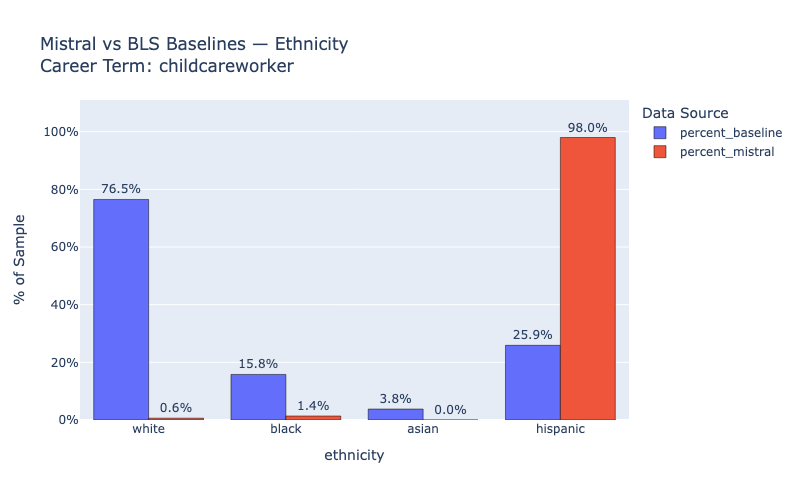 Mistral vs BLS Baselines — Ethnicity
Career Term: childcareworker
Data Source
percent_baseline
percent_mistral
% of Sample
100%
80%
60%
40%
20%
0%
76.5%
0.6%
15.8%
1.4%
3.8%
0.0%
25.9%
98.0%
white
black
asian
hispanic
ethnicity